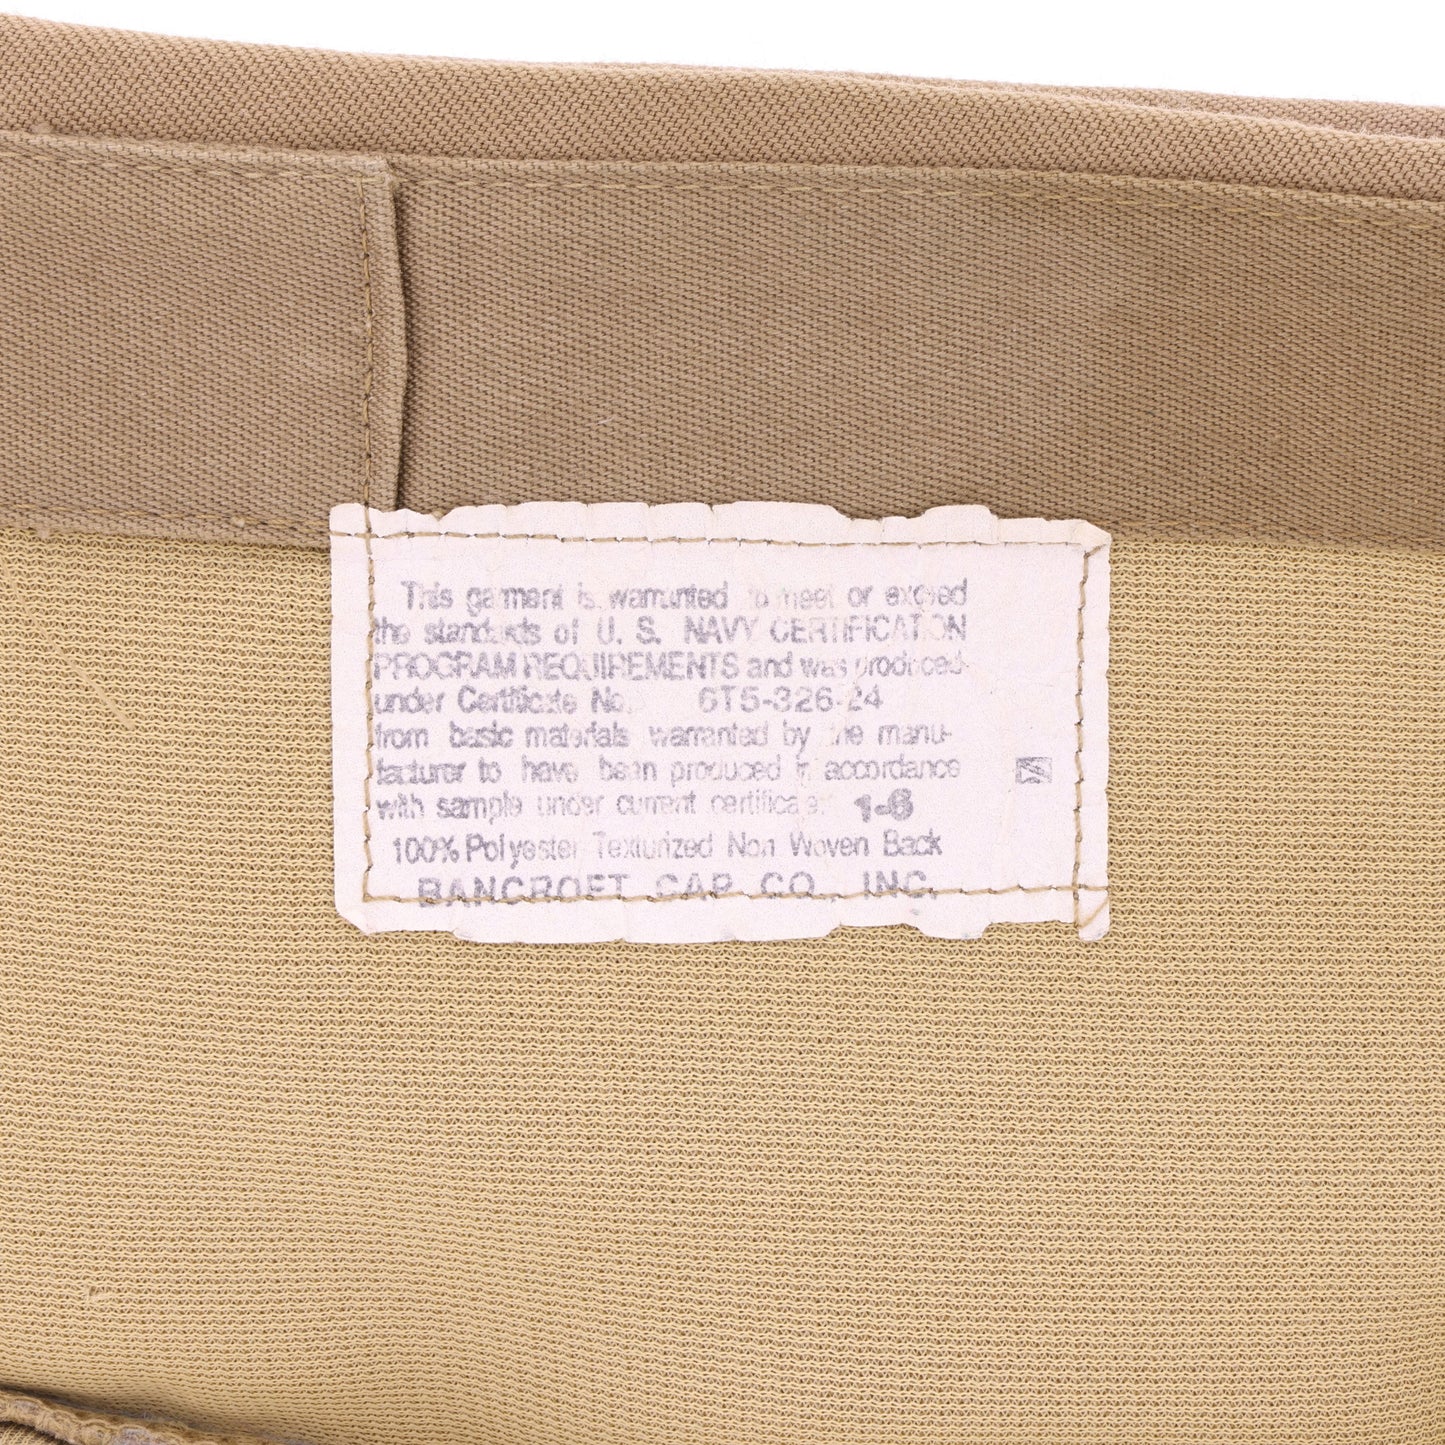 This garment is warrunted to meet or exceed
the standards of U. S. NAVY CERTIFICATION
PROGRAM REQUIREMENTS and was produced
under Certificate No. 6T5-326-24
from basic materials warranted by the manu-
facturer to have been produced in accordance
with sample under current certificate. 1-6
100% Polyester Texturized Non Woven Back
BANCROFT CAP CO., INC.